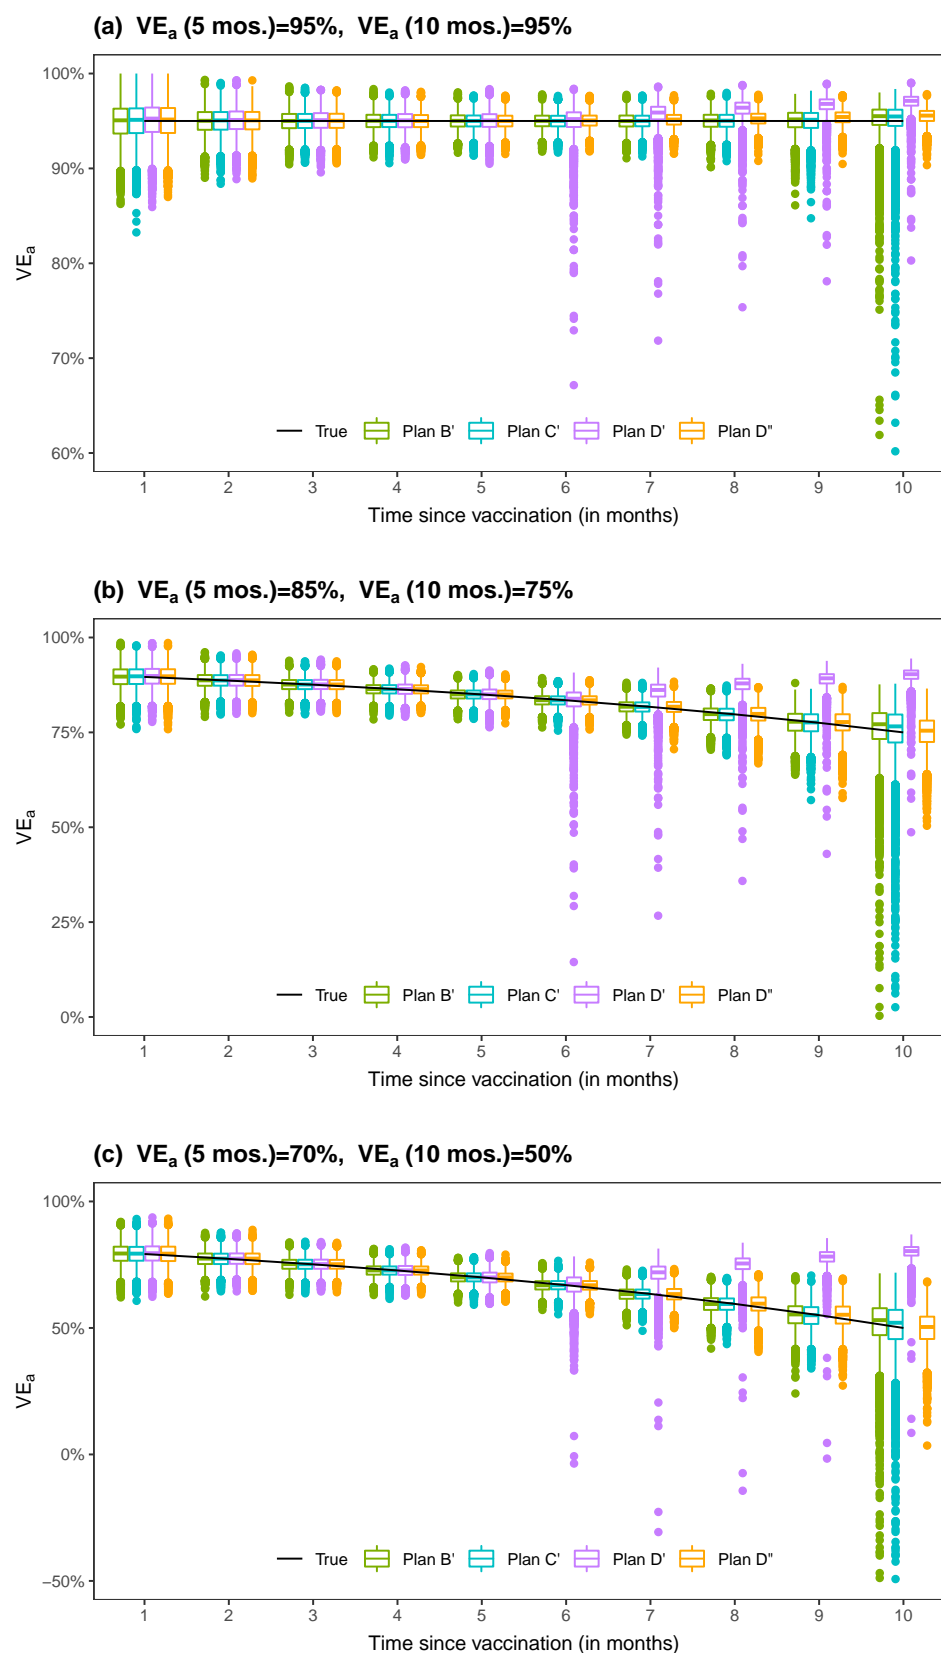 (a) VEₐ (5 mos.)=95%, VEₐ (10 mos.)=95%
100%
90%
80%
70%
60%
VEₐ
True Plan B' Plan C' Plan D' Plan D"
1 2 3 4 5 6 7 8 9 10
Time since vaccination (in months)
(b) VEₐ (5 mos.)=85%, VEₐ (10 mos.)=75%
100%
75%
50%
25%
0%
VEₐ
True Plan B' Plan C' Plan D' Plan D"
1 2 3 4 5 6 7 8 9 10
Time since vaccination (in months)
(c) VEₐ (5 mos.)=70%, VEₐ (10 mos.)=50%
100%
50%
0%
−50%
VEₐ
True Plan B' Plan C' Plan D' Plan D"
1 2 3 4 5 6 7 8 9 10
Time since vaccination (in months)